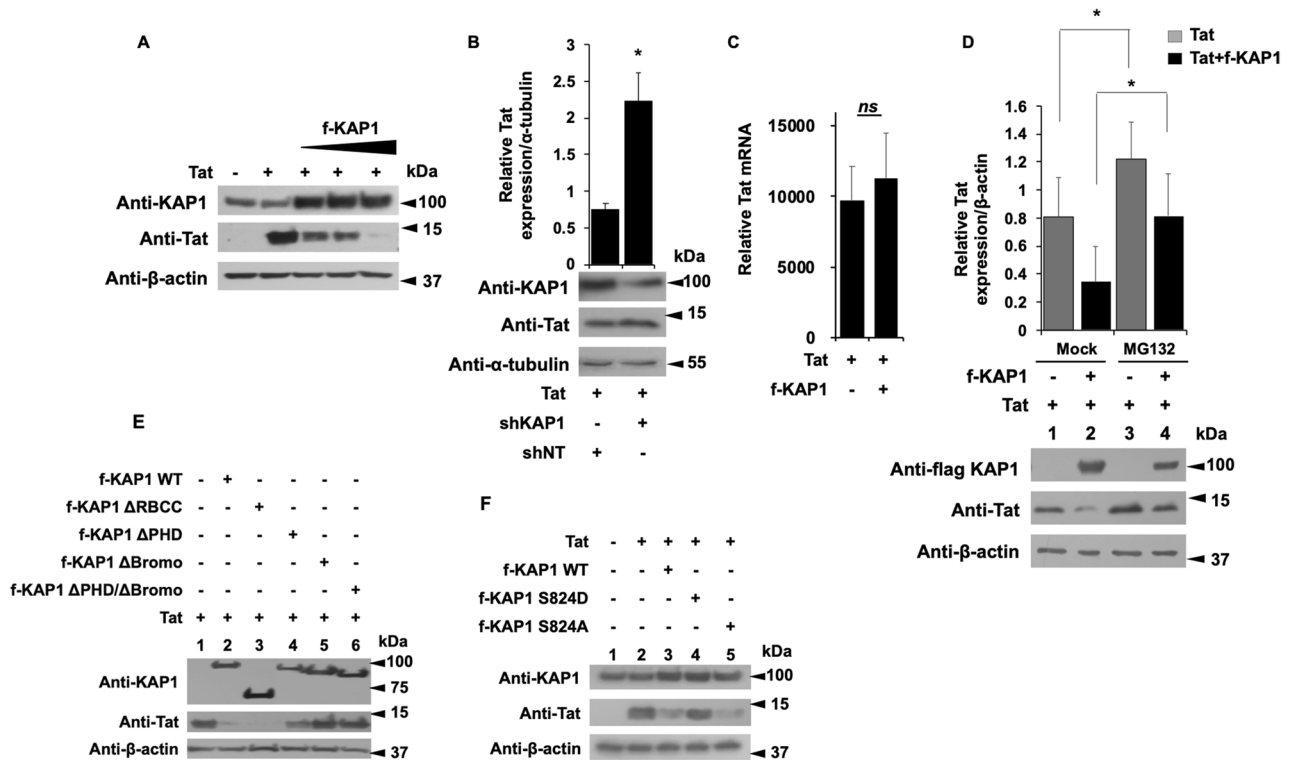 A
f-KAP1
Tat - + + + + kDa
Anti-KAP1 100
Anti-Tat 15
Anti-β-actin 37
B
Relative Tat
expression/α-tubulin
3
*
2.5
2
1.5
1
0.5
0
kDa
Anti-KAP1 100
Anti-Tat 15
Anti-α-tubulin 55
Tat + +
shKAP1 - +
shNT + -
C
Relative Tat mRNA
ns
15000
10000
5000
0
Tat + +
f-KAP1 - +
D
Tat
Tat+f-KAP1
*
*
Relative Tat
expression/β-actin
1.6
1.4
1.2
1
0.8
0.6
0.4
0.2
0
Mock MG132
f-KAP1 - + - +
Tat + + + +
1 2 3 4 kDa
Anti-flag KAP1 100
Anti-Tat 15
Anti-β-actin 37
E
f-KAP1 WT - + - - - -
f-KAP1 ΔRBCC - - + - - -
f-KAP1 ΔPHD - - - + - -
f-KAP1 ΔBromo - - - - + -
f-KAP1 ΔPHD/ΔBromo - - - - - +
Tat + + + + + +
1 2 3 4 5 6 kDa
Anti-KAP1 100
75
Anti-Tat 15
Anti-β-actin 37
F
Tat - + + + +
f-KAP1 WT - - + - -
f-KAP1 S824D - - - + -
f-KAP1 S824A - - - - +
1 2 3 4 5 kDa
Anti-KAP1 100
Anti-Tat 15
Anti-β-actin 37